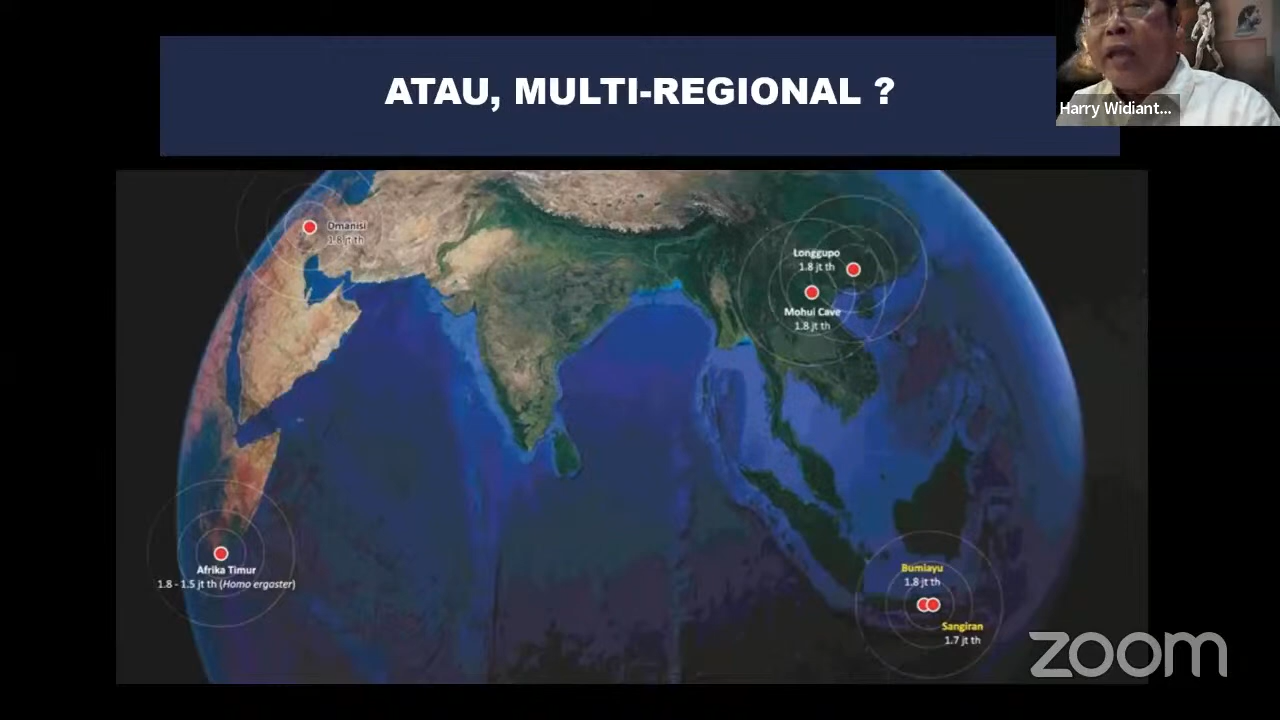 ATAU, MULTI-REGIONAL ?
Harry Widiant...
Dmanisi
1.8 jt th
Longgupo
1.8 jt th
Mohui Cave
1.8 jt th
Afrika Timur
1.8 - 1.5 jt th (Homo ergaster)
Bumiayu
1.8 jt th
Sangiran
1.7 jt th
zoom